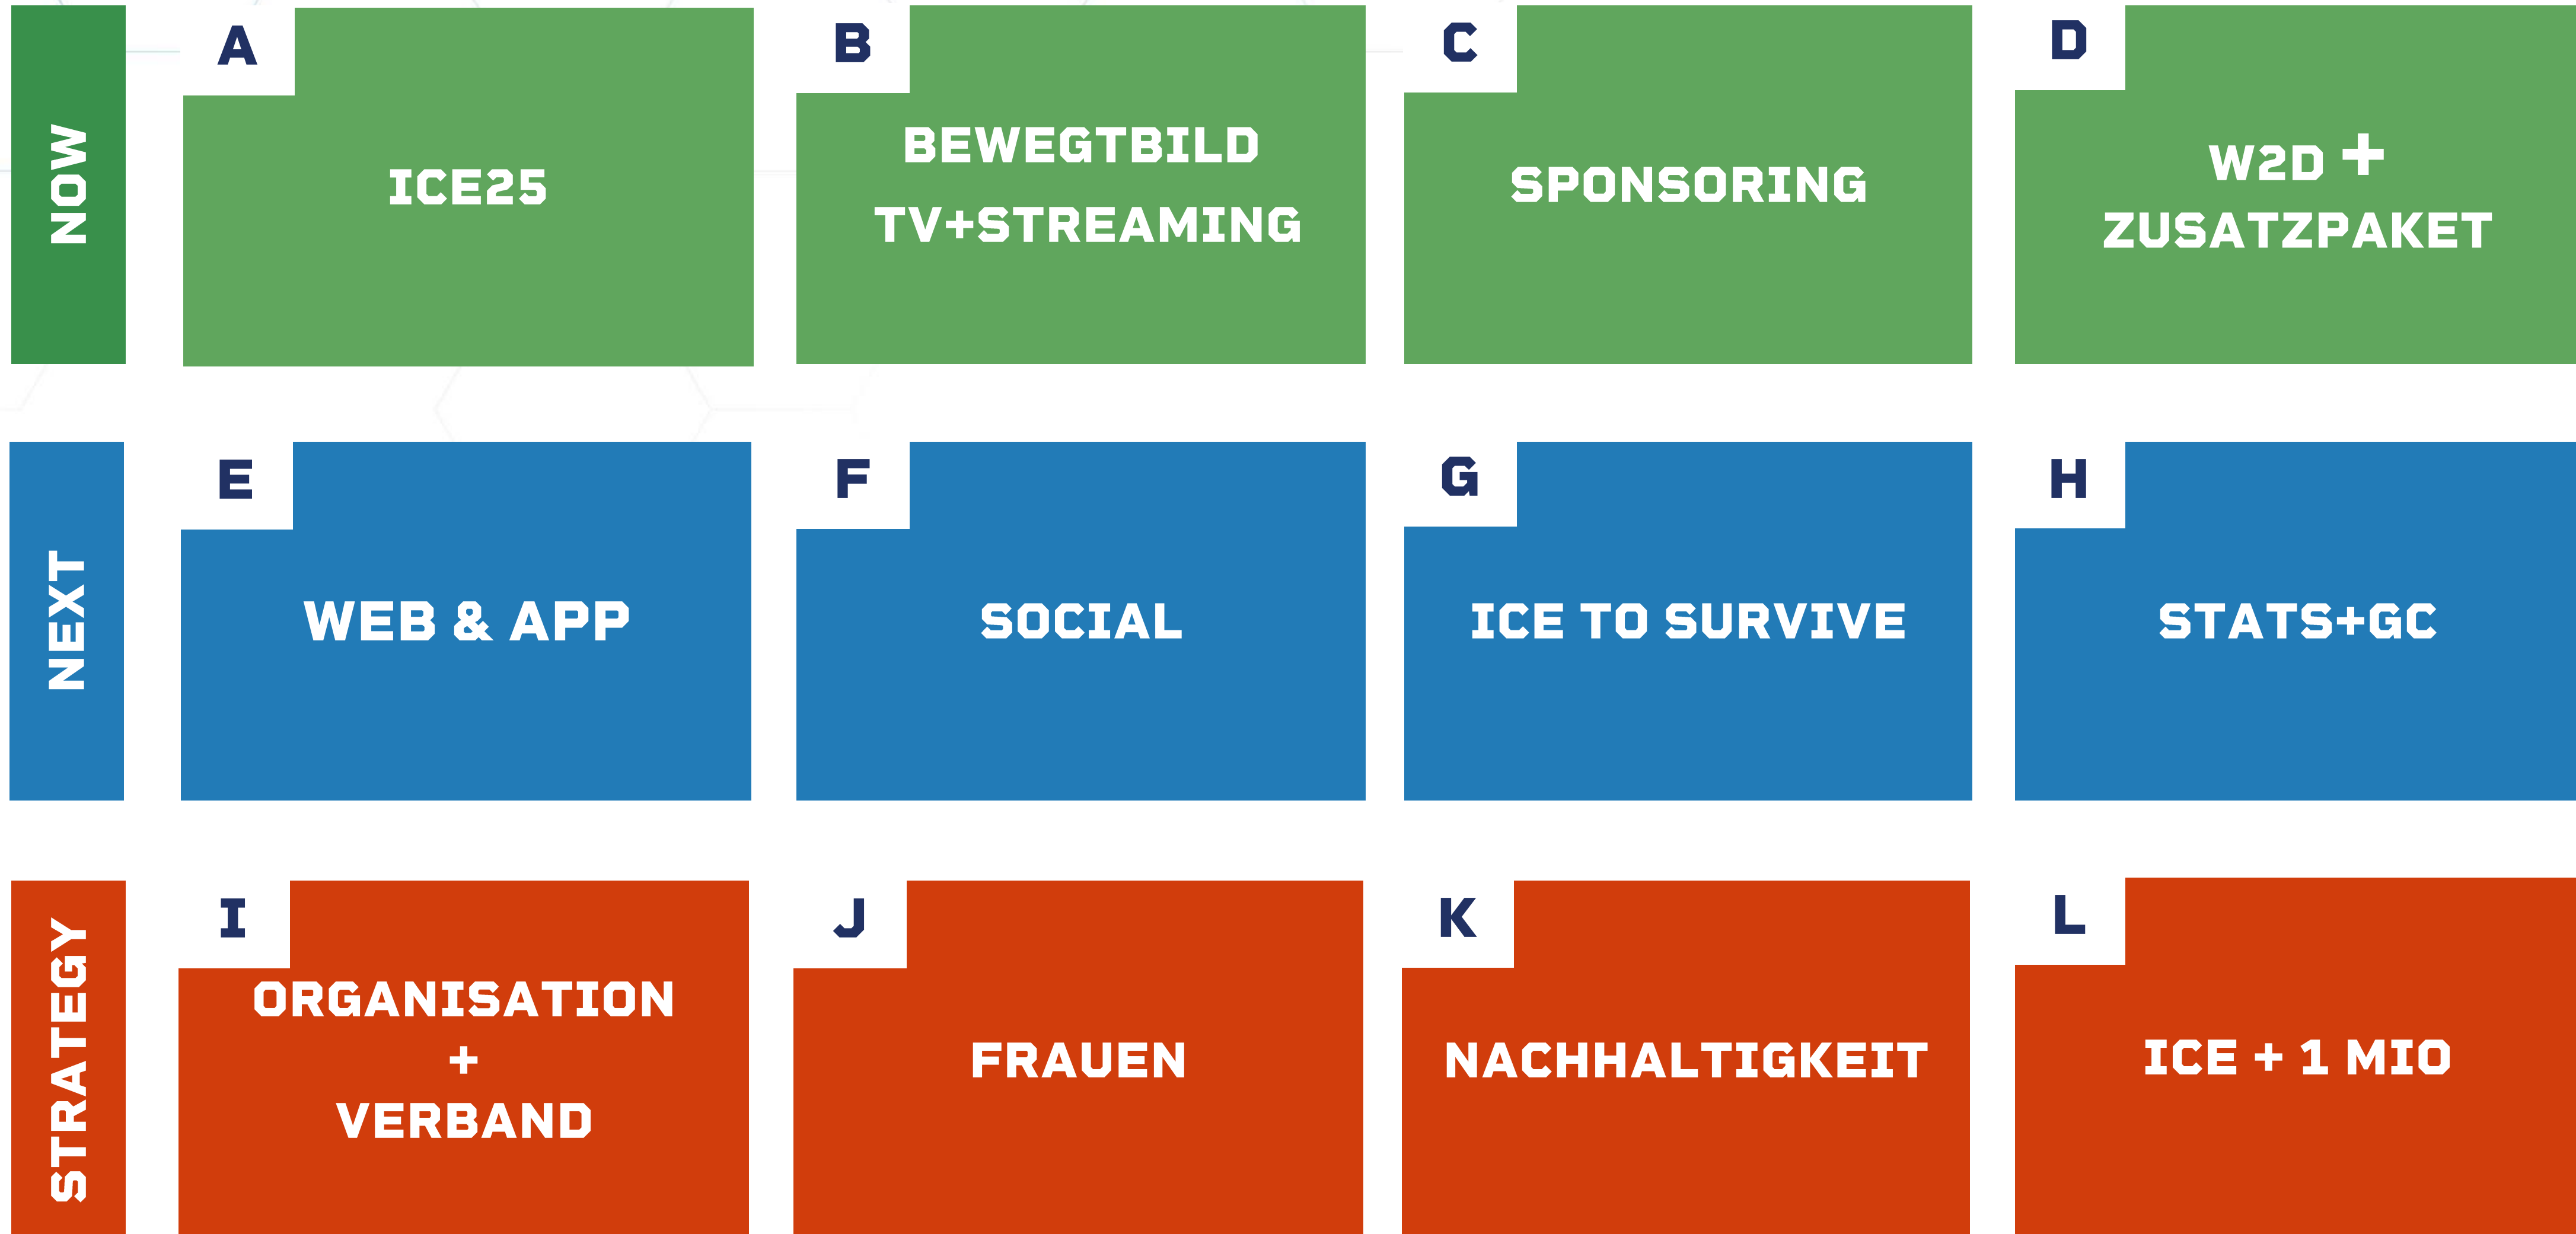 NOW
A
ICE25
B
BEWEGTBILD
TV+STREAMING
C
SPONSORING
D
W2D +
ZUSATZPAKET
NEXT
E
WEB & APP
F
SOCIAL
G
ICE TO SURVIVE
H
STATS+GC
STRATEGY
I
ORGANISATION
+
VERBAND
J
FRAUEN
K
NACHHALTIGKEIT
L
ICE + 1 MIO